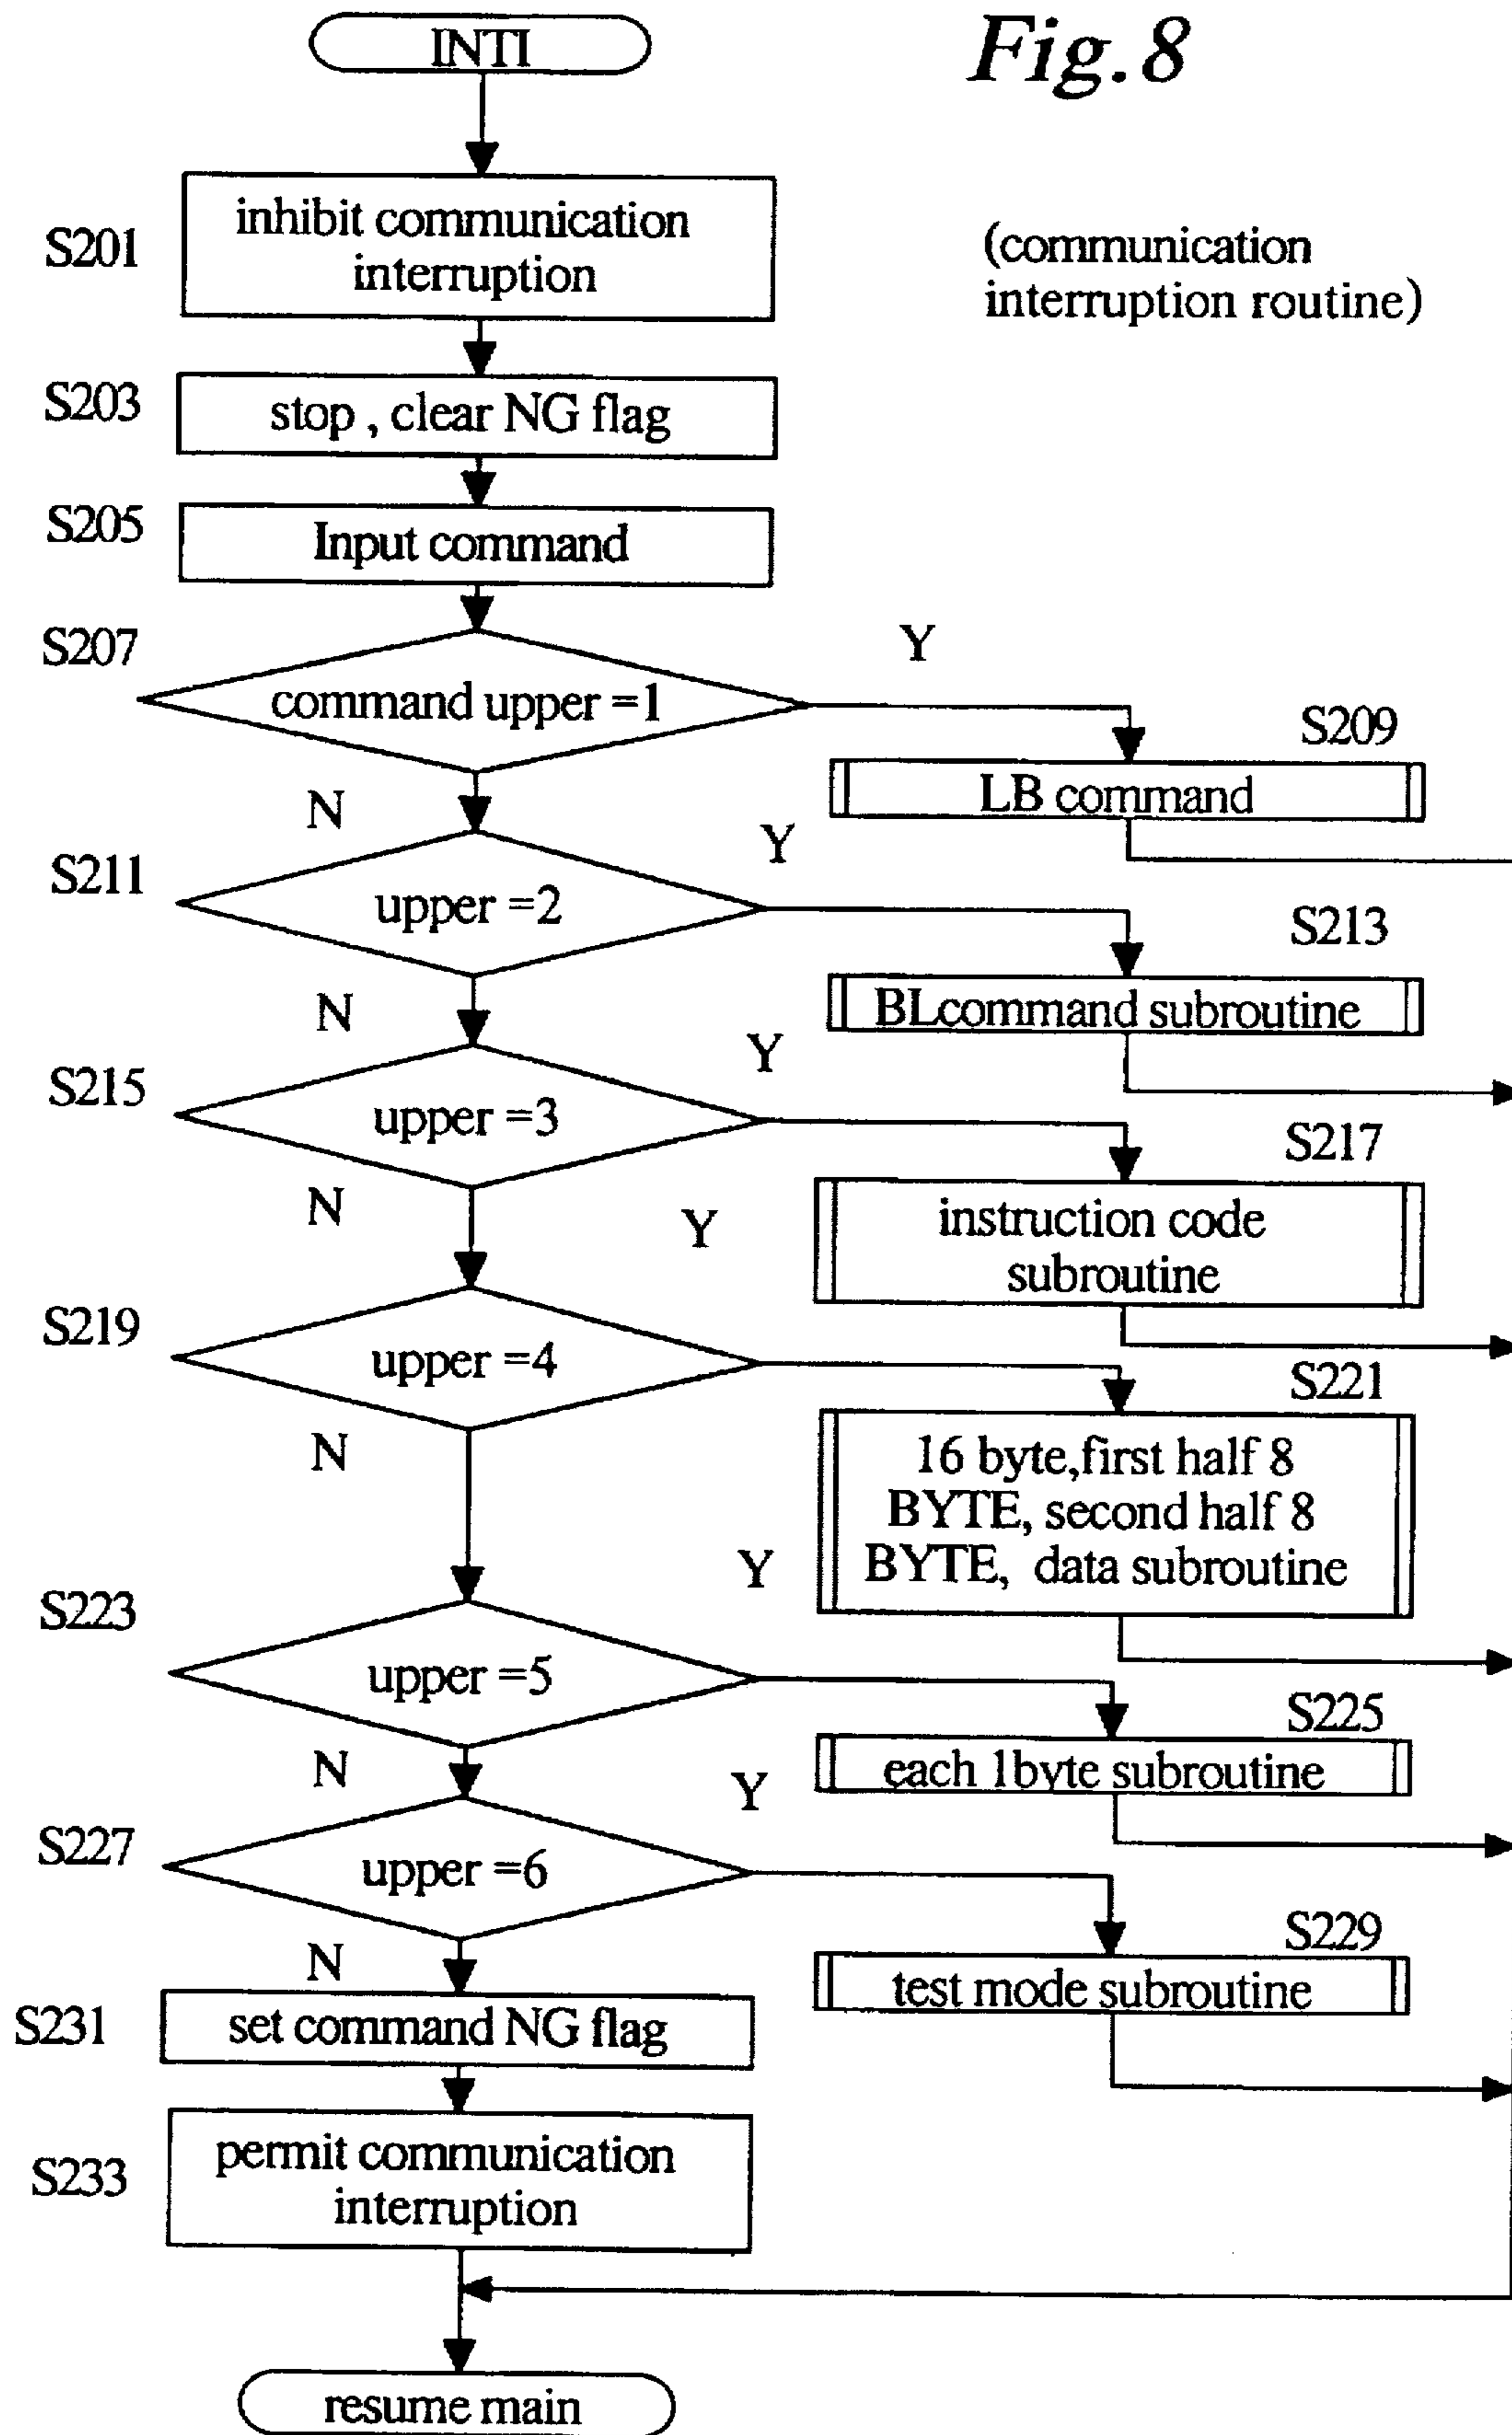 INTI
Fig. 8
S201
inhibit communication
interruption
(communication
interruption routine)
S203
stop , clear NG flag
S205
Input command
S207
command upper =1
Y
S209
LB command
N
S211
upper =2
Y
S213
BLcommand subroutine
N
S215
upper =3
Y
S217
instruction code
subroutine
N
S219
upper =4
Y
S221
16 byte,first half 8
BYTE, second half 8
BYTE, data subroutine
N
S223
upper =5
Y
S225
each 1byte subroutine
N
S227
upper =6
Y
S229
test mode subroutine
N
S231
set command NG flag
S233
permit communication
interruption
resume main